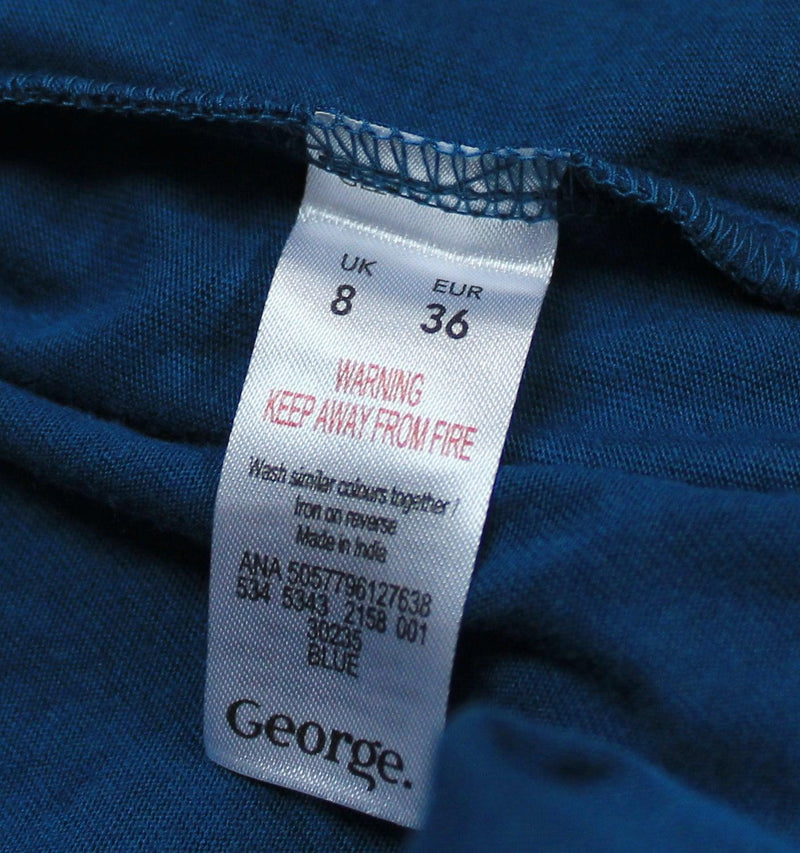 UK EUR
8 36
WARNING
KEEP AWAY FROM FIRE
Wash similar colours together /
Iron on reverse
Made in India
ANA 5057796127638
534 5343 2158 001
30235
BLUE
George.